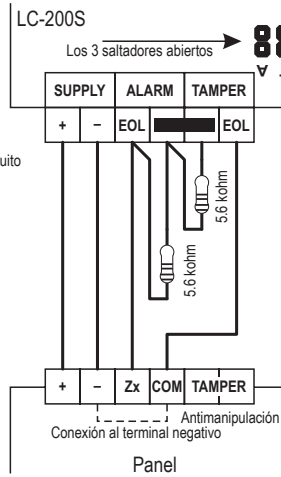 LC-200S
Los 3 saltadores abiertos
A
SUPPLY ALARM TAMPER
+ – EOL EOL
uito
5.6 kohm
5.6 kohm
+ – Zx COM TAMPER
Antimanipulación
Conexión al terminal negativo
Panel